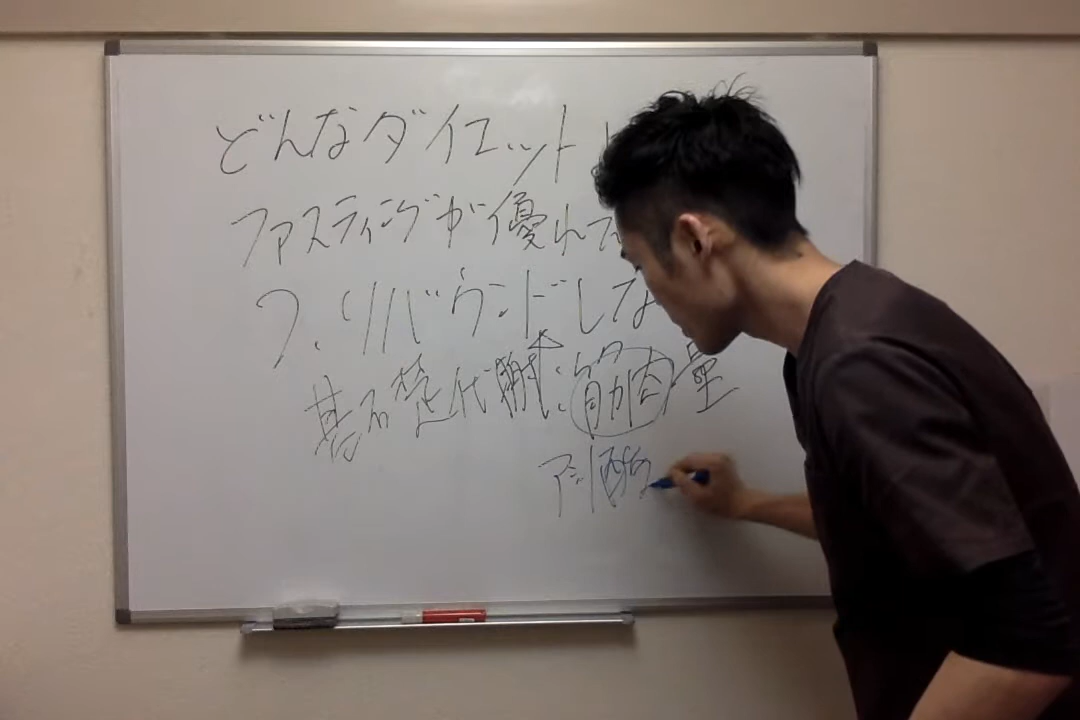 どんなダイエット
ファスティングが優れて
7. リバウンドしな
基礎代謝:筋肉量
アミノ酸